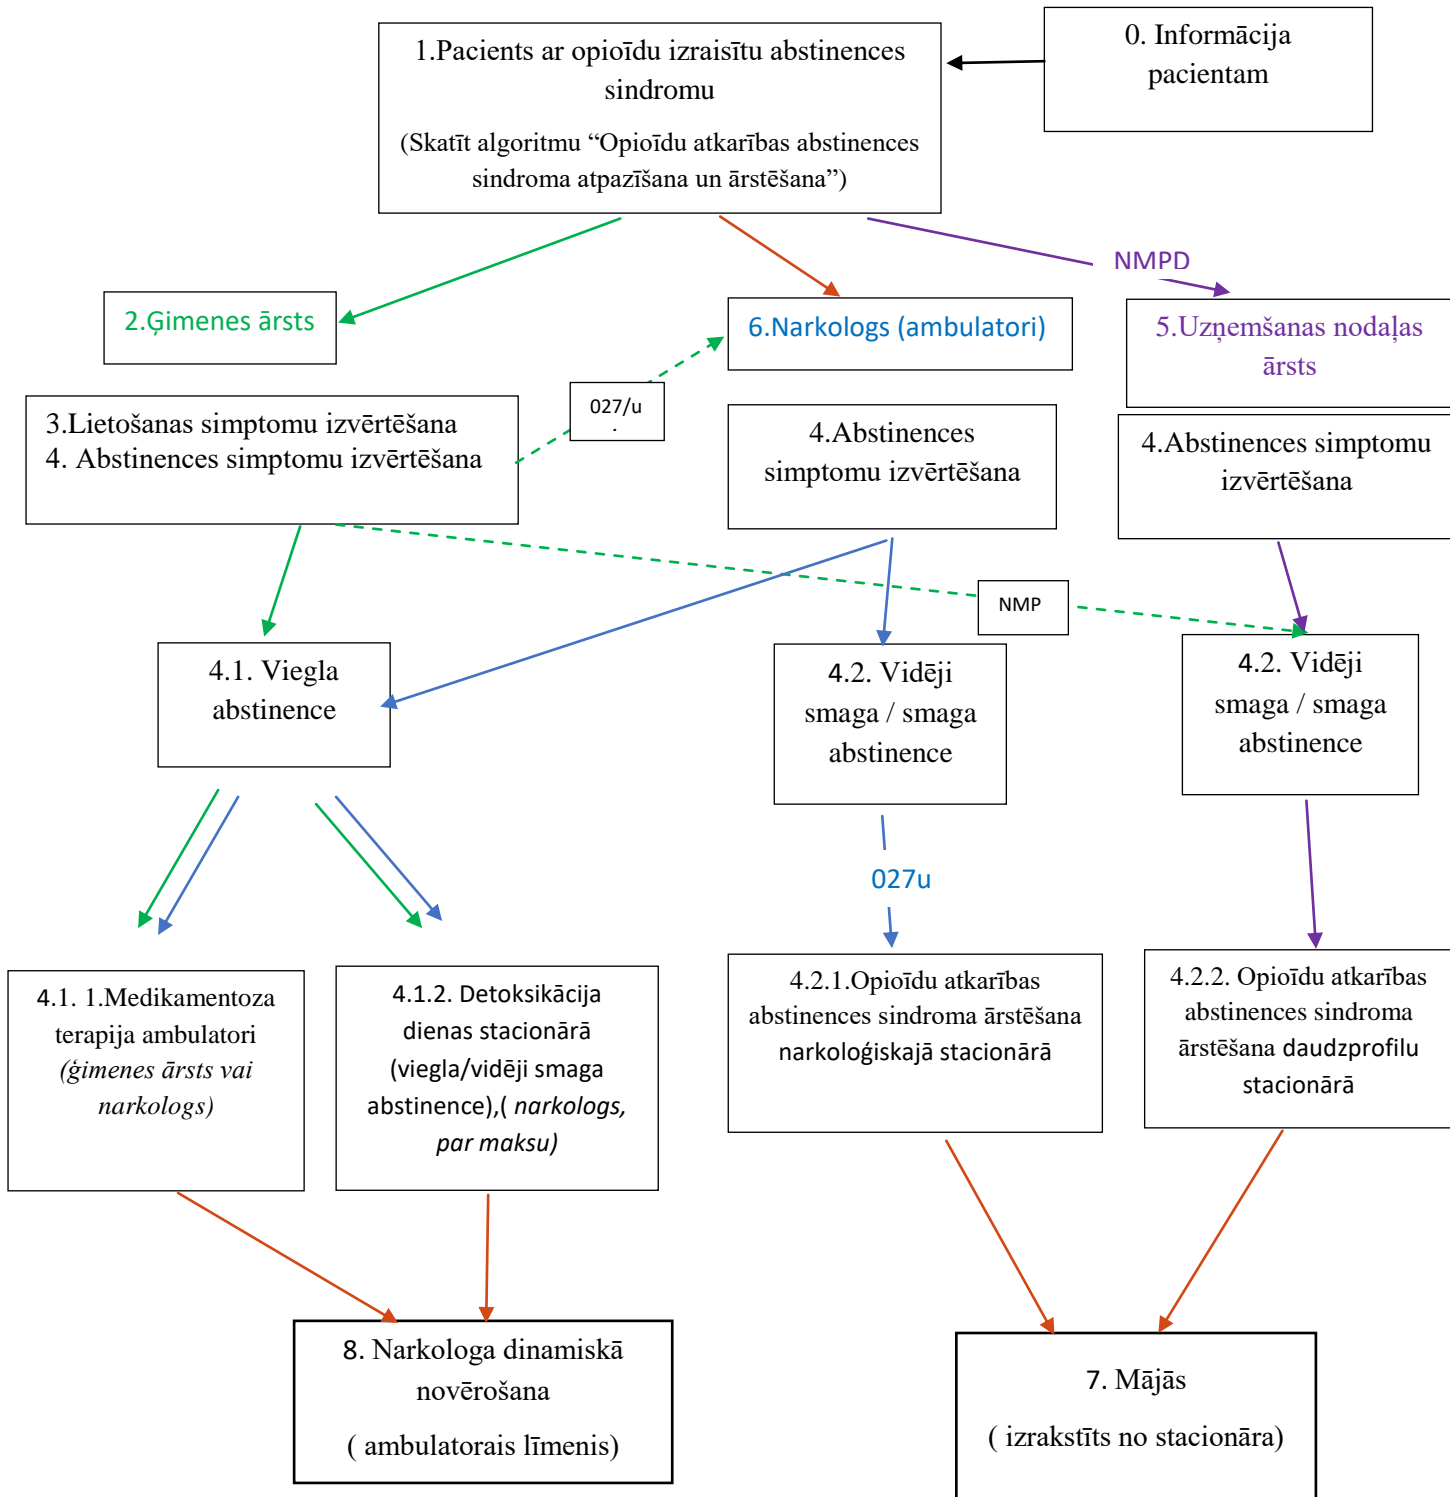 1.Pacients ar opioīdu izraisītu abstinences
sindromu
(Skatīt algoritmu “Opioīdu atkarības abstinences
sindroma atpazīšana un ārstēšana”)
0. Informācija
pacientam
NMPD
2.Ģimenes ārsts
6.Narkologs (ambulatori)
5.Uzņemšanas nodaļas
ārsts
3.Lietošanas simptomu izvērtēšana
4. Abstinences simptomu izvērtēšana
027/u
4.Abstinences
simptomu izvērtēšana
4.Abstinences simptomu
izvērtēšana
NMP
4.1. Viegla
abstinence
4.2. Vidēji
smaga / smaga
abstinence
4.2. Vidēji
smaga / smaga
abstinence
027u
4.1. 1.Medikamentoza
terapija ambulatori
(ģimenes ārsts vai
narkologs)
4.1.2. Detoksikācija
dienas stacionārā
(viegla/vidēji smaga
abstinence),( narkologs,
par maksu)
4.2.1.Opioīdu atkarības
abstinences sindroma ārstēšana
narkoloģiskajā stacionārā
4.2.2. Opioīdu atkarības
abstinences sindroma
ārstēšana daudzprofilu
stacionārā
8. Narkologa dinamiskā
novērošana
( ambulatorais līmenis)
7. Mājās
( izrakstīts no stacionāra)